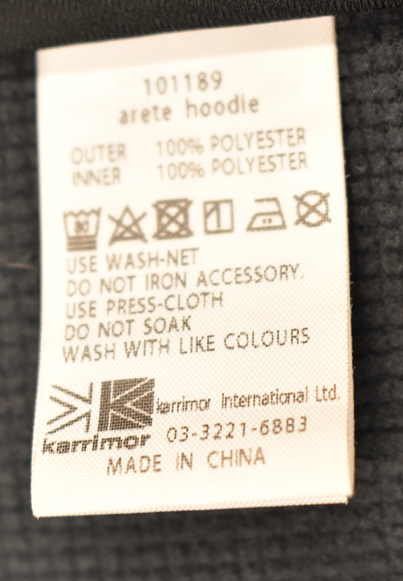 101189
arete hoodie
OUTER 100% POLYESTER
INNER 100% POLYESTER
USE WASH-NET
DO NOT IRON ACCESSORY.
USE PRESS-CLOTH
DO NOT SOAK
WASH WITH LIKE COLOURS
karrimor International Ltd.
karrimor 03-3221-6883
MADE IN CHINA